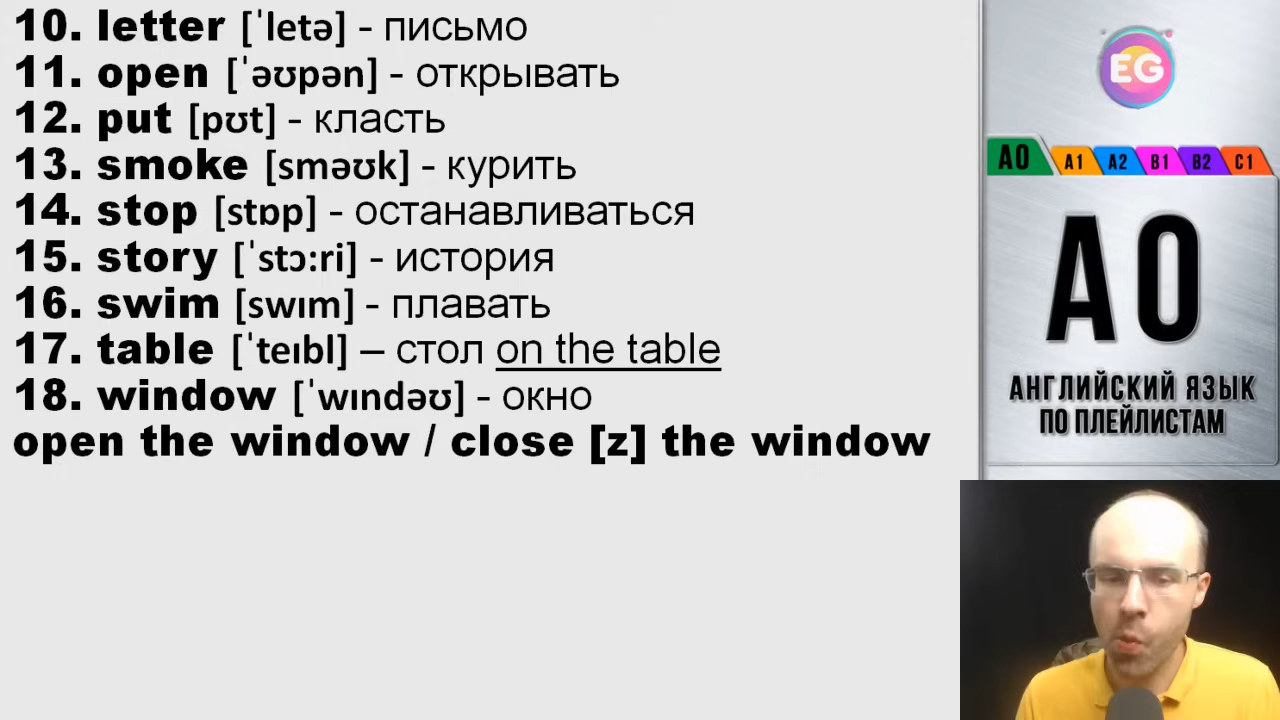 10. letter [ˈletə] - письмо
11. open [ˈəʊpən] - открывать
12. put [pʊt] - класть
13. smoke [sməʊk] - курить
14. stop [stɒp] - останавливаться
15. story [ˈstɔ:ri] - история
16. swim [swɪm] - плавать
17. table [ˈteɪbl] – стол on the table
18. window [ˈwɪndəʊ] - окно
open the window / close [z] the window
EG
A0 A1 A2 B1 B2 C1
A0
АНГЛИЙСКИЙ ЯЗЫК
ПО ПЛЕЙЛИСТАМ